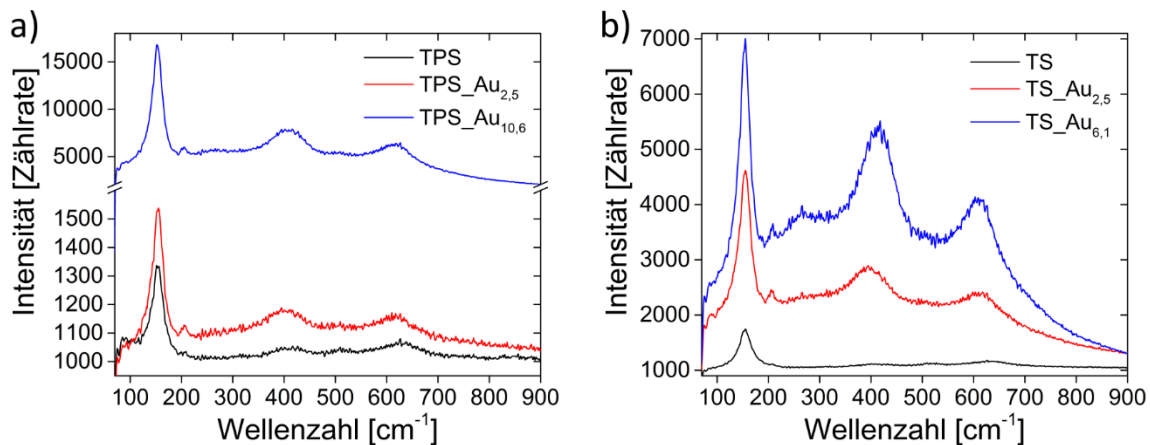 a)
Intensität [Zählrate]
15000
10000
5000
1500
1400
1300
1200
1100
1000
TPS
TPS_Au2,5
TPS_Au10,6
100 200 300 400 500 600 700 800 900
Wellenzahl [cm-1]
b)
Intensität [Zählrate]
7000
6000
5000
4000
3000
2000
1000
TS
TS_Au2,5
TS_Au6,1
100 200 300 400 500 600 700 800 900
Wellenzahl [cm-1]